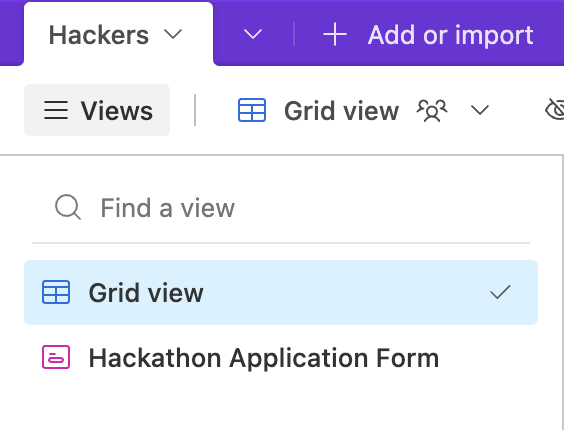 Hackers
Add or import
Views
Grid view
Find a view
Grid view
Hackathon Application Form